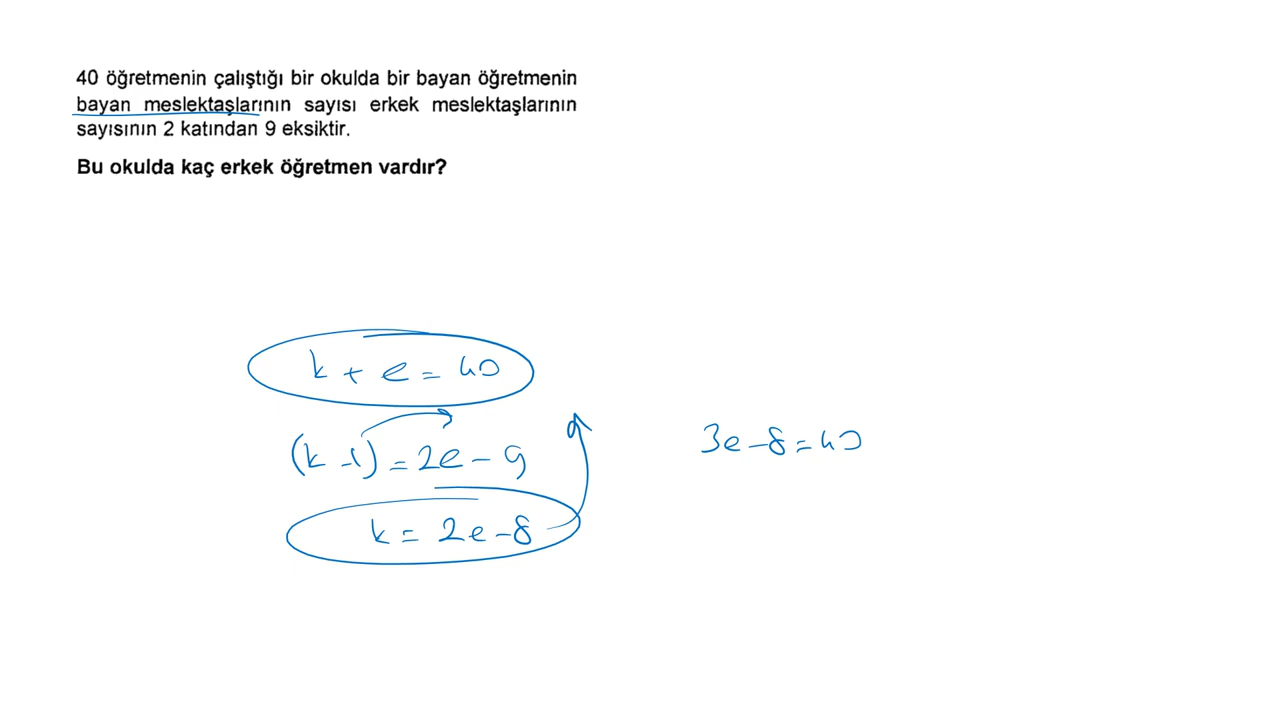 40 öğretmenin çalıştığı bir okulda bir bayan öğretmenin
bayan meslektaşlarının sayısı erkek meslektaşlarının
sayısının 2 katından 9 eksiktir.
Bu okulda kaç erkek öğretmen vardır?
k + e = 40
(k - 1) = 2e - 9
3e - 8 = 40
k = 2e - 8